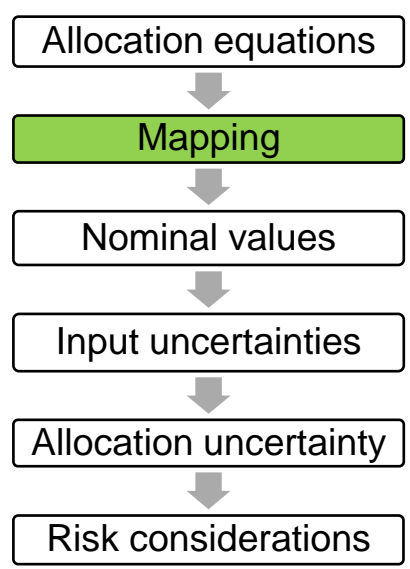 Allocation equations
Mapping
Nominal values
Input uncertainties
Allocation uncertainty
Risk considerations